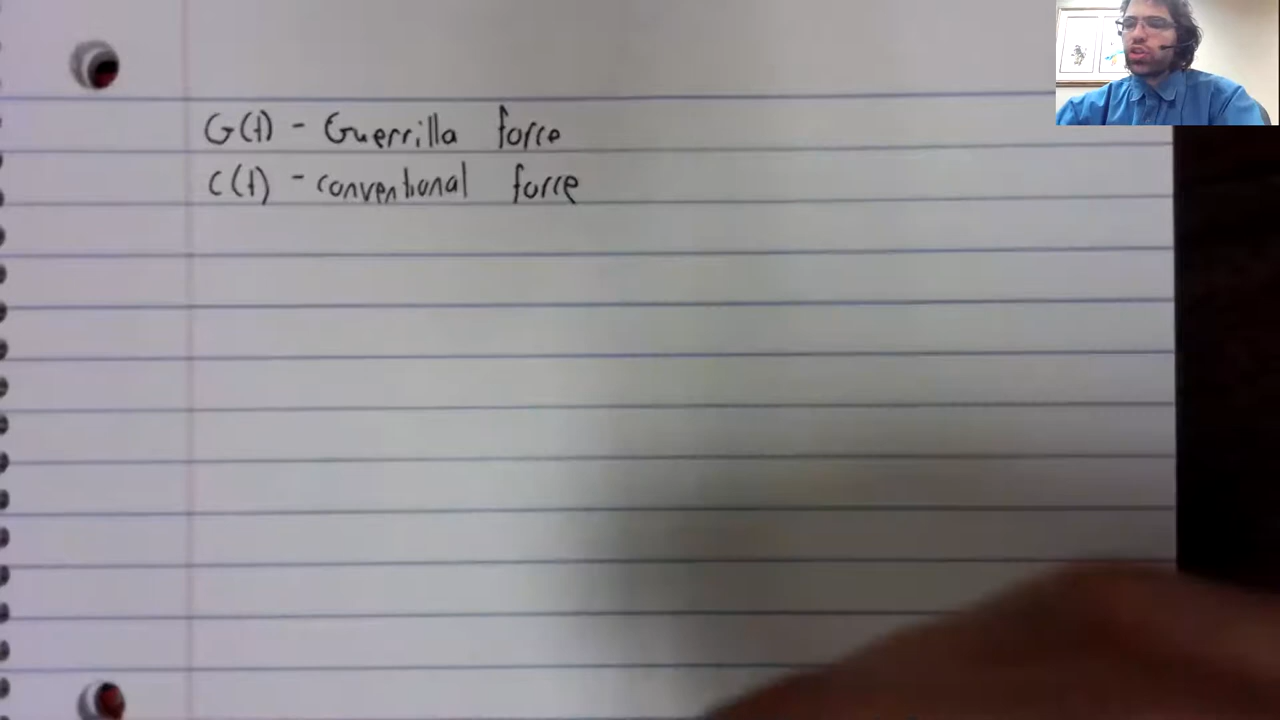 G(t) - Guerrilla force
C(t) - conventional force